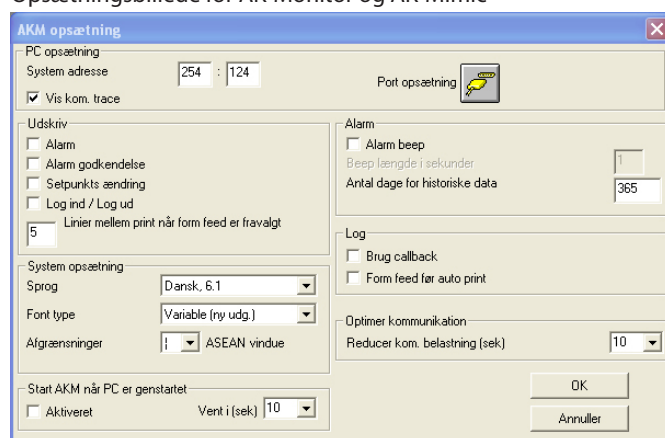 Opsætningsbillede for AK Monitor og AK Mimic
AKM opsætning
PC opsætning
System adresse 254 : 124
Port opsætning
Vis kom. trace
Udskriv
Alarm
Alarm godkendelse
Setpunkts ændring
Log ind / Log ud
5 Linier mellem print når form feed er fravalgt
Alarm
Alarm beep
Beep længde i sekunder 1
Antal dage for historiske data 365
Log
Brug callback
Form feed før auto print
System opsætning
Sprog Dansk, 6.1
Font type Variable (ny udg.)
Afgrænsninger ¦ ASEAN vindue
Optimer kommunikation
Reducer kom. belastning (sek) 10
Start AKM når PC er genstartet
Aktiveret Vent i (sek) 10
OK
Annuller